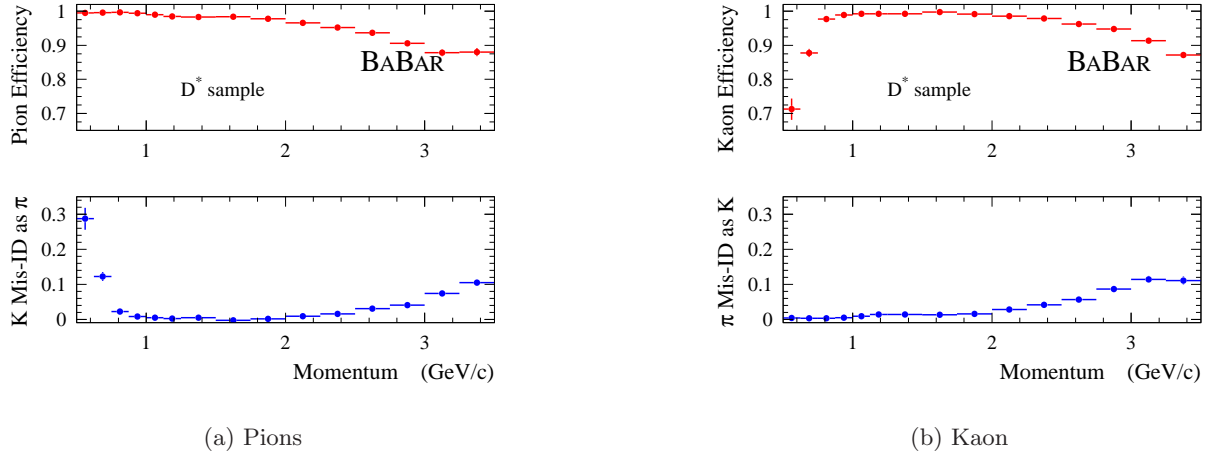 Pion Efficiency
1
0.9
0.8
0.7
BABAR
D* sample
1 2 3
K Mis-ID as π
0.3
0.2
0.1
0
1 2 3
Momentum (GeV/c)
(a) Pions
Kaon Efficiency
1
0.9
0.8
0.7
BABAR
D* sample
1 2 3
π Mis-ID as K
0.3
0.2
0.1
0
1 2 3
Momentum (GeV/c)
(b) Kaon